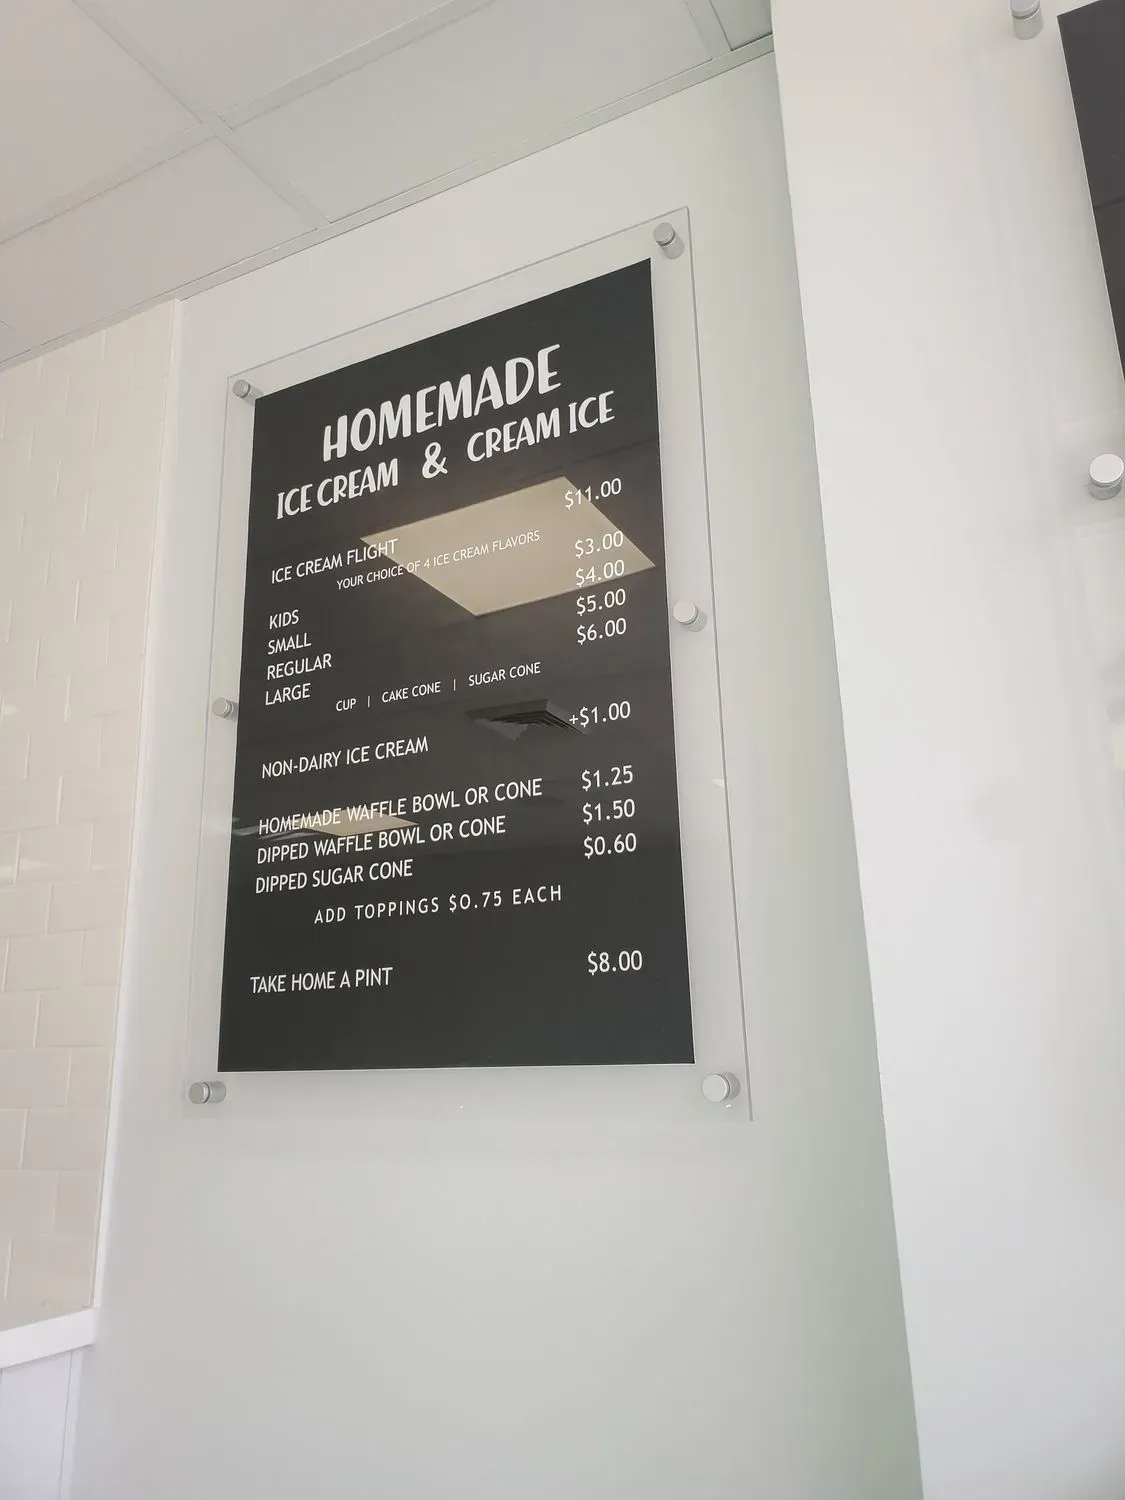 HOMEMADE
ICE CREAM & CREAM ICE
ICE CREAM FLIGHT $11.00
YOUR CHOICE OF 4 ICE CREAM FLAVORS
KIDS $3.00
SMALL $4.00
REGULAR $5.00
LARGE $6.00
CUP | CAKE CONE | SUGAR CONE
NON-DAIRY ICE CREAM +$1.00
HOMEMADE WAFFLE BOWL OR CONE $1.25
DIPPED WAFFLE BOWL OR CONE $1.50
DIPPED SUGAR CONE $0.60
ADD TOPPINGS $0.75 EACH
TAKE HOME A PINT $8.00